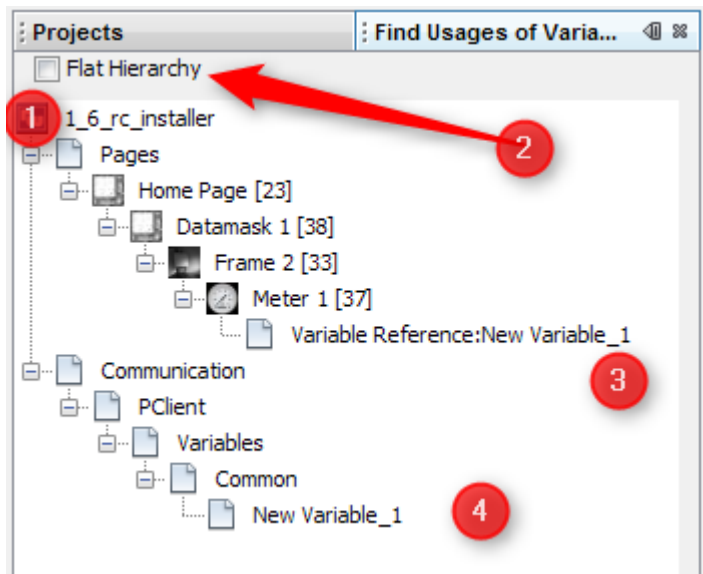 Projects
Find Usages of Varia...
Flat Hierarchy
1
1_6_rc_installer
2
Pages
Home Page [23]
Datamask 1 [38]
Frame 2 [33]
Meter 1 [37]
Variable Reference:New Variable_1
Communication
3
PClient
Variables
Common
New Variable_1
4